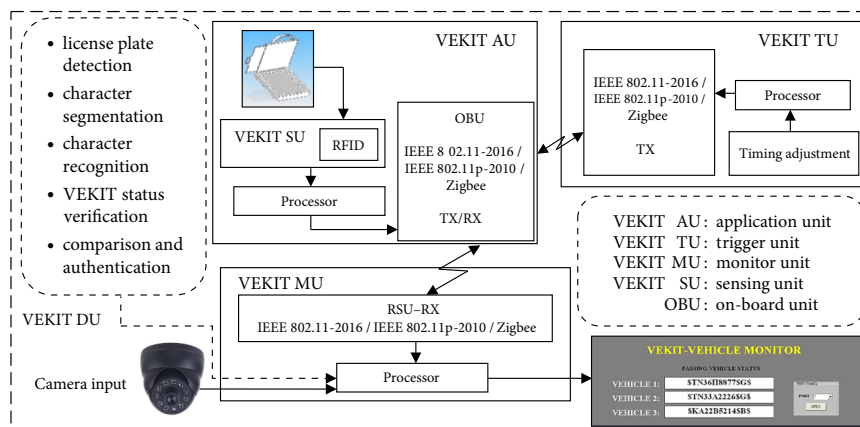 • license plate
detection
• character
segmentation
• character
recognition
• VEKIT status
verification
• comparison and
authentication
VEKIT DU
Camera input
VEKIT AU
VEKIT SU
RFID
Processor
OBU
IEEE 8 02.11-2016 /
IEEE 802.11p-2010 /
Zigbee
TX/RX
VEKIT TU
IEEE 802.11-2016 /
IEEE 802.11p-2010 /
Zigbee
TX
Processor
Timing adjustment
VEKIT AU: application unit
VEKIT TU: trigger unit
VEKIT MU: monitor unit
VEKIT SU: sensing unit
OBU: on-board unit
VEKIT MU
RSU–RX
IEEE 802.11-2016 / IEEE 802.11p-2010 / Zigbee
Processor
VEKIT-VEHICLE MONITOR
PASSING VEHICLE STATUS
VEHICLE 1: $TN36H8877$G$
VEHICLE 2: $TN33A2226$G$
VEHICLE 3: $KA22B5214$B$
PORT
OPEN